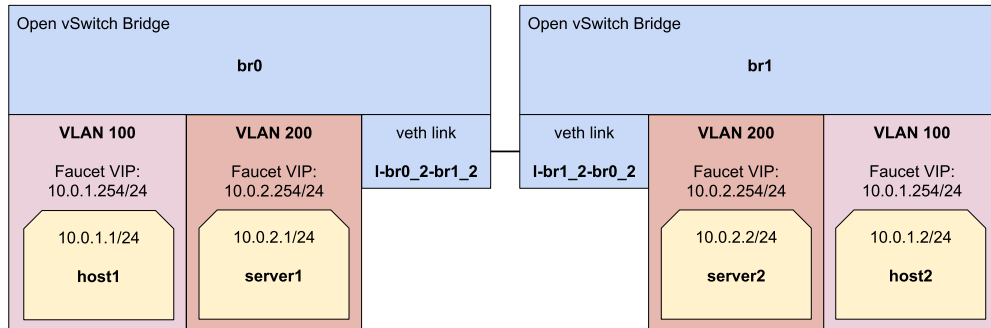 Open vSwitch Bridge
br0
VLAN 100
Faucet VIP:
10.0.1.254/24
10.0.1.1/24
host1
VLAN 200
Faucet VIP:
10.0.2.254/24
10.0.2.1/24
server1
veth link
l-br0_2-br1_2
Open vSwitch Bridge
br1
veth link
l-br1_2-br0_2
VLAN 200
Faucet VIP:
10.0.2.254/24
10.0.2.2/24
server2
VLAN 100
Faucet VIP:
10.0.1.254/24
10.0.1.2/24
host2